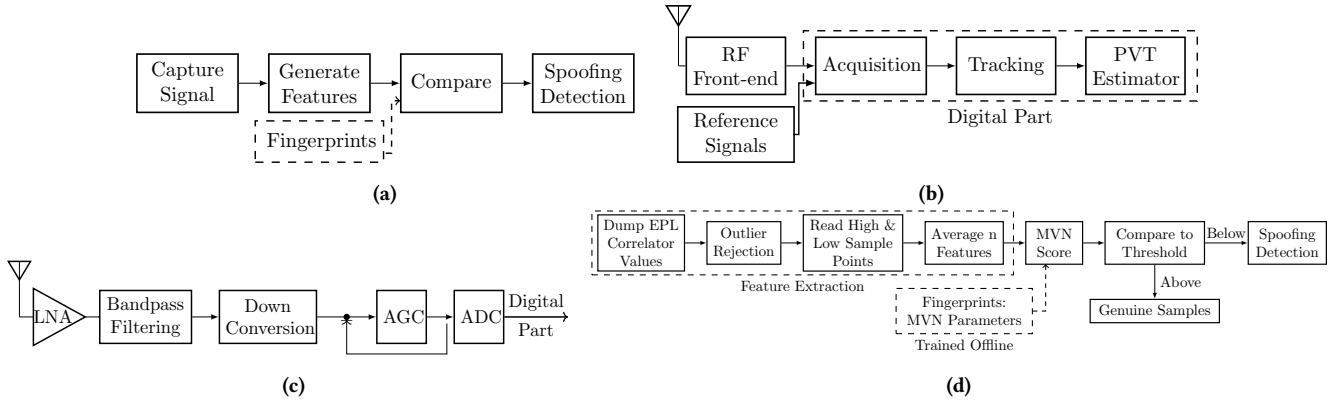 Capture
Signal
Generate
Features
Compare
Spoofing
Detection
Fingerprints
(a)
RF
Front-end
Acquisition
Tracking
PVT
Estimator
Reference
Signals
Digital Part
(b)
LNA
Bandpass
Filtering
Down
Conversion
AGC
ADC
Digital
Part
(c)
Dump EPL
Correlator
Values
Outlier
Rejection
Read High &
Low Sample
Points
Average n
Features
Feature Extraction
MVN
Score
Compare to
Threshold
Below
Spoofing
Detection
Above
Genuine Samples
Fingerprints:
MVN Parameters
Trained Offline
(d)